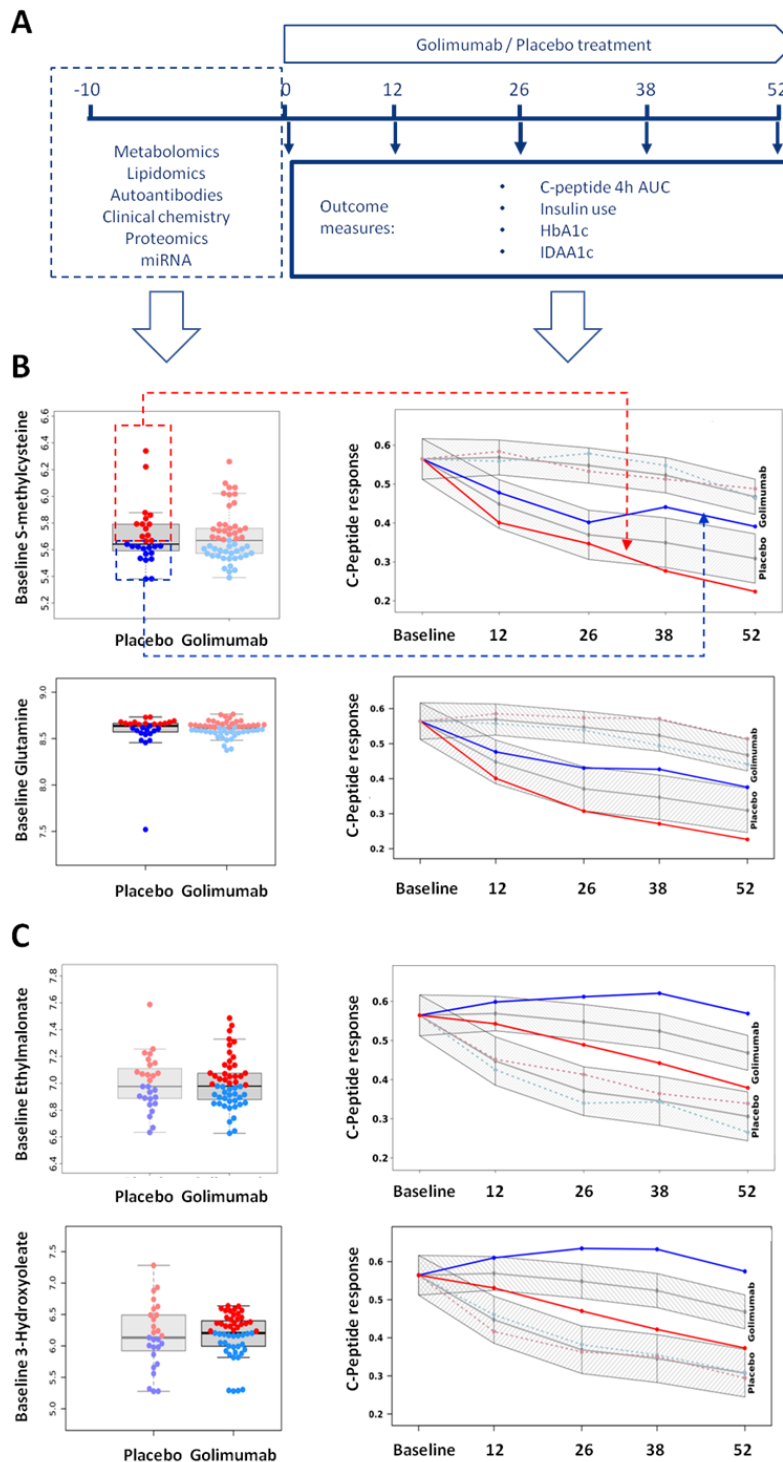 A
Golimumab / Placebo treatment
-10 0 12 26 38 52
Metabolomics
Lipidomics
Autoantibodies
Clinical chemistry
Proteomics
miRNA
Outcome
measures:
• C-peptide 4h AUC
• Insulin use
• HbA1c
• IDAA1c
B
Baseline S-methylcysteine
6.6
6.4
6.2
6.0
5.8
5.6
5.4
5.2
Placebo Golimumab
C-Peptide response
0.6
0.5
0.4
0.3
0.2
Golimumab
Placebo
Baseline 12 26 38 52
Baseline Glutamine
9.0
8.5
7.5
Placebo Golimumab
C-Peptide response
0.6
0.5
0.4
0.3
0.2
Golimumab
Placebo
Baseline 12 26 38 52
C
Baseline Ethylmalonate
7.8
7.6
7.4
7.2
7.0
6.8
6.6
6.4
Placebo Golimumab
C-Peptide response
0.6
0.5
0.4
0.3
0.2
Golimumab
Placebo
Baseline 12 26 38 52
Baseline 3-Hydroxyoleate
7.5
7.0
6.5
6.0
5.5
5.0
Placebo Golimumab
C-Peptide response
0.6
0.5
0.4
0.3
0.2
Golimumab
Placebo
Baseline 12 26 38 52